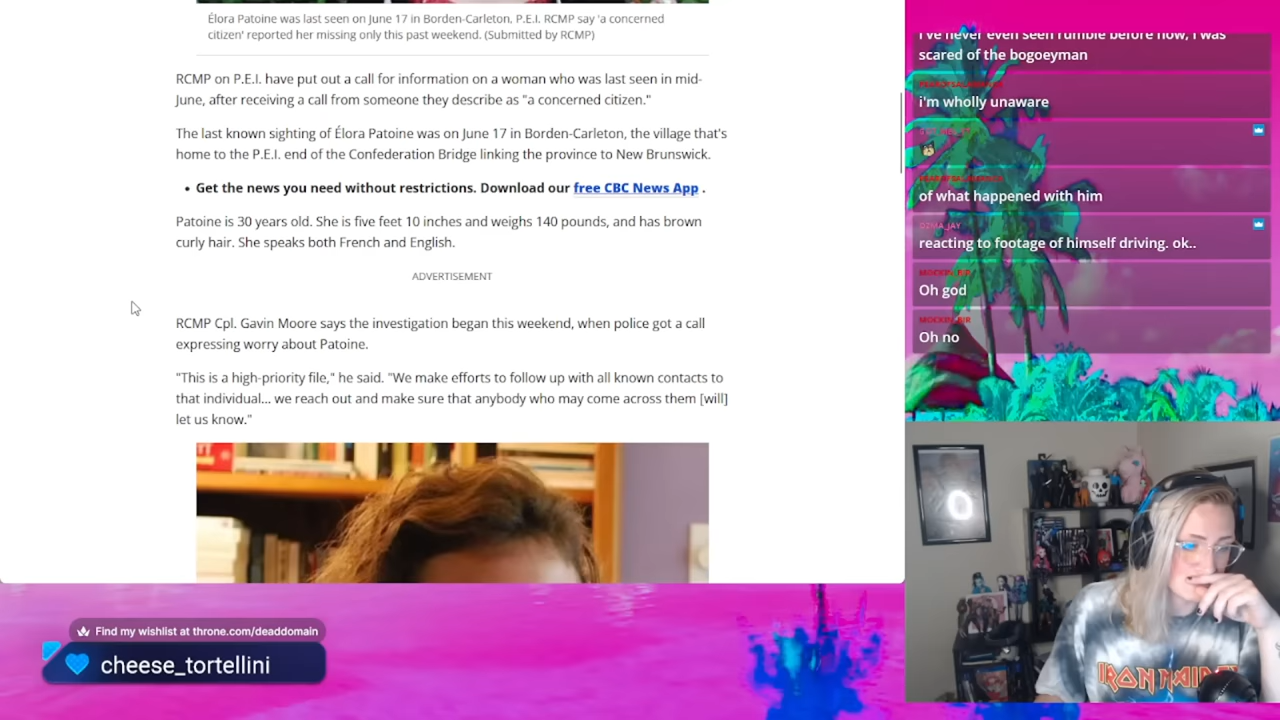 Élora Patoine was last seen on June 17 in Borden-Carleton, P.E.I. RCMP say 'a concerned
citizen' reported her missing only this past weekend. (Submitted by RCMP)
RCMP on P.E.I. have put out a call for information on a woman who was last seen in mid-
June, after receiving a call from someone they describe as "a concerned citizen."
The last known sighting of Élora Patoine was on June 17 in Borden-Carleton, the village that's
home to the P.E.I. end of the Confederation Bridge linking the province to New Brunswick.
• Get the news you need without restrictions. Download our free CBC News App .
Patoine is 30 years old. She is five feet 10 inches and weighs 140 pounds, and has brown
curly hair. She speaks both French and English.
ADVERTISEMENT
RCMP Cpl. Gavin Moore says the investigation began this weekend, when police got a call
expressing worry about Patoine.
"This is a high-priority file," he said. "We make efforts to follow up with all known contacts to
that individual... we reach out and make sure that anybody who may come across them [will]
let us know."
Find my wishlist at throne.com/deaddomain
cheese_tortellini
I've never even seen rumble before now, I was
scared of the bogoeyman
i'm wholly unaware
of what happened with him
OZMA_JAY
reacting to footage of himself driving. ok..
Oh god
Oh no
IRON MAIDEN